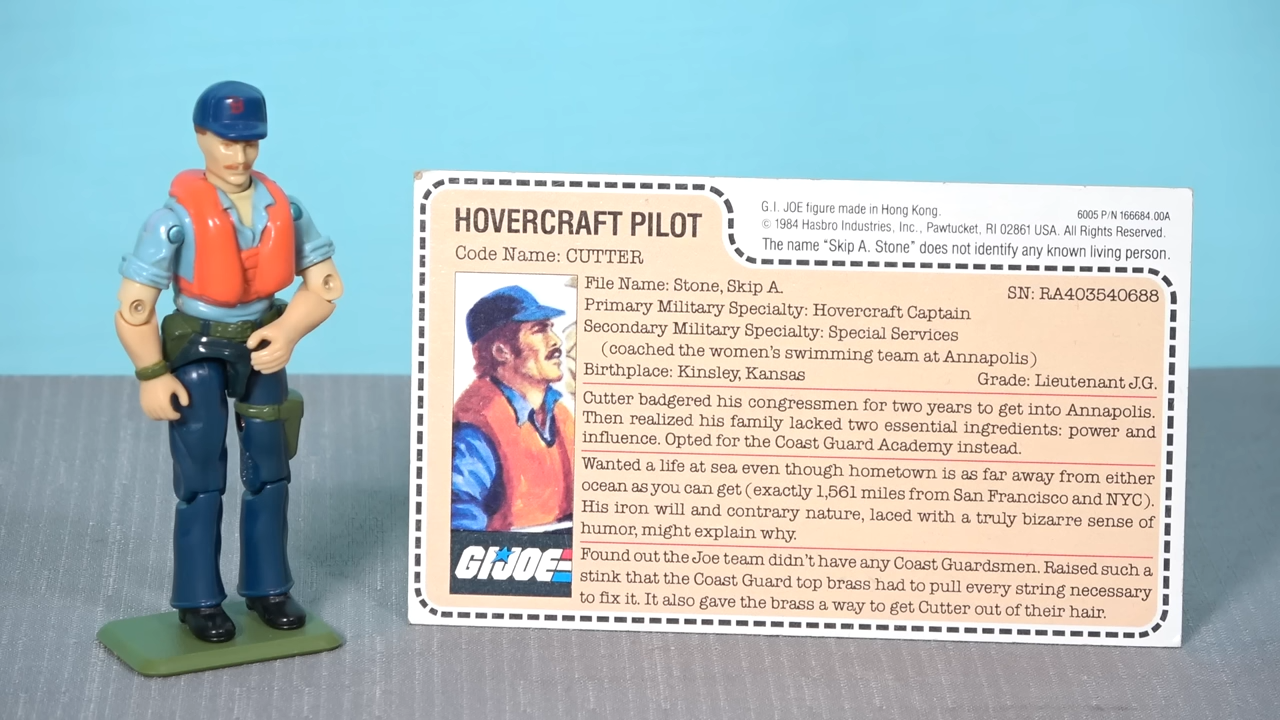 HOVERCRAFT PILOT
Code Name: CUTTER
G.I. JOE figure made in Hong Kong.
6005 P/N 166684.00A
© 1984 Hasbro Industries, Inc., Pawtucket, RI 02861 USA. All Rights Reserved.
The name “Skip A. Stone” does not identify any known living person.
File Name: Stone, Skip A.
SN: RA403540688
Primary Military Specialty: Hovercraft Captain
Secondary Military Specialty: Special Services
(coached the women's swimming team at Annapolis)
Birthplace: Kinsley, Kansas
Grade: Lieutenant J.G.
Cutter badgered his congressmen for two years to get into Annapolis.
Then realized his family lacked two essential ingredients: power and
influence. Opted for the Coast Guard Academy instead.
Wanted a life at sea even though hometown is as far away from either
ocean as you can get (exactly 1,561 miles from San Francisco and NYC).
His iron will and contrary nature, laced with a truly bizarre sense of
humor, might explain why.
Found out the Joe team didn't have any Coast Guardsmen. Raised such a
stink that the Coast Guard top brass had to pull every string necessary
to fix it. It also gave the brass a way to get Cutter out of their hair.
GI JOE